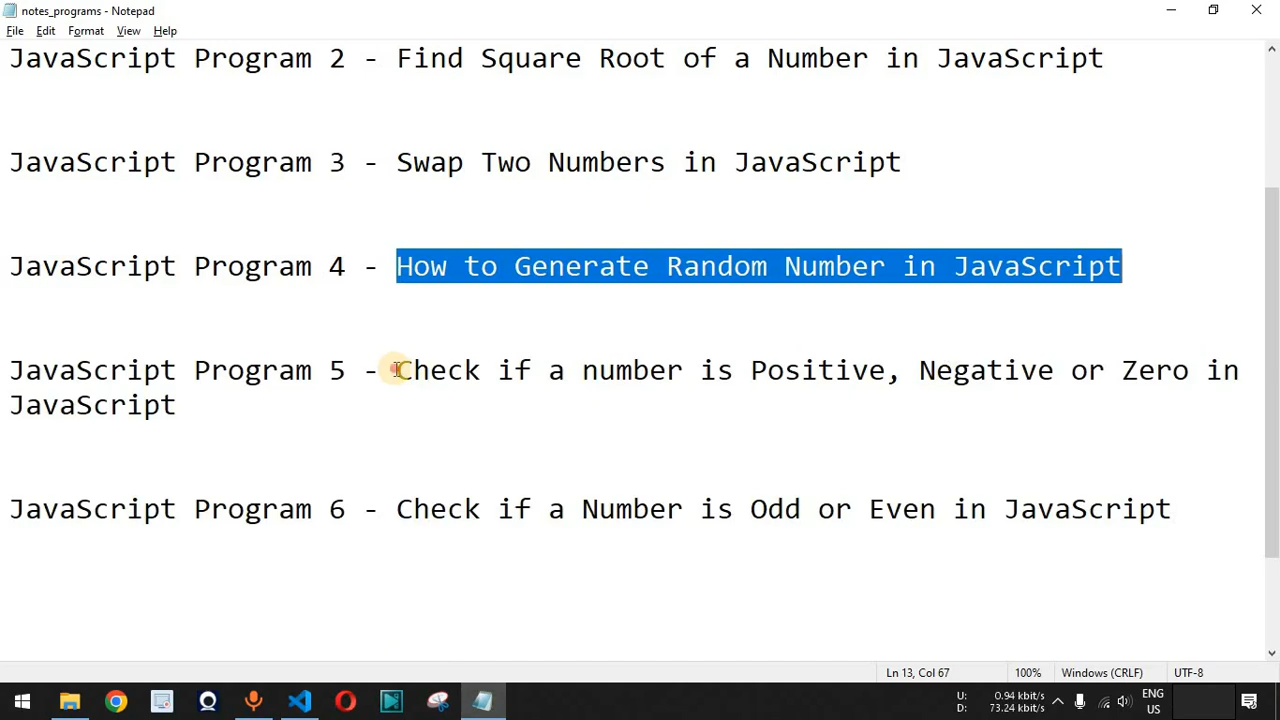 notes_programs - Notepad
File Edit Format View Help
JavaScript Program 2 - Find Square Root of a Number in JavaScript
JavaScript Program 3 - Swap Two Numbers in JavaScript
JavaScript Program 4 - How to Generate Random Number in JavaScript
JavaScript Program 5 - Check if a number is Positive, Negative or Zero in
JavaScript
JavaScript Program 6 - Check if a Number is Odd or Even in JavaScript
Ln 13, Col 67 100% Windows (CRLF) UTF-8
U: 0.94 kbit/s ENG
D: 73.24 kbit/s US